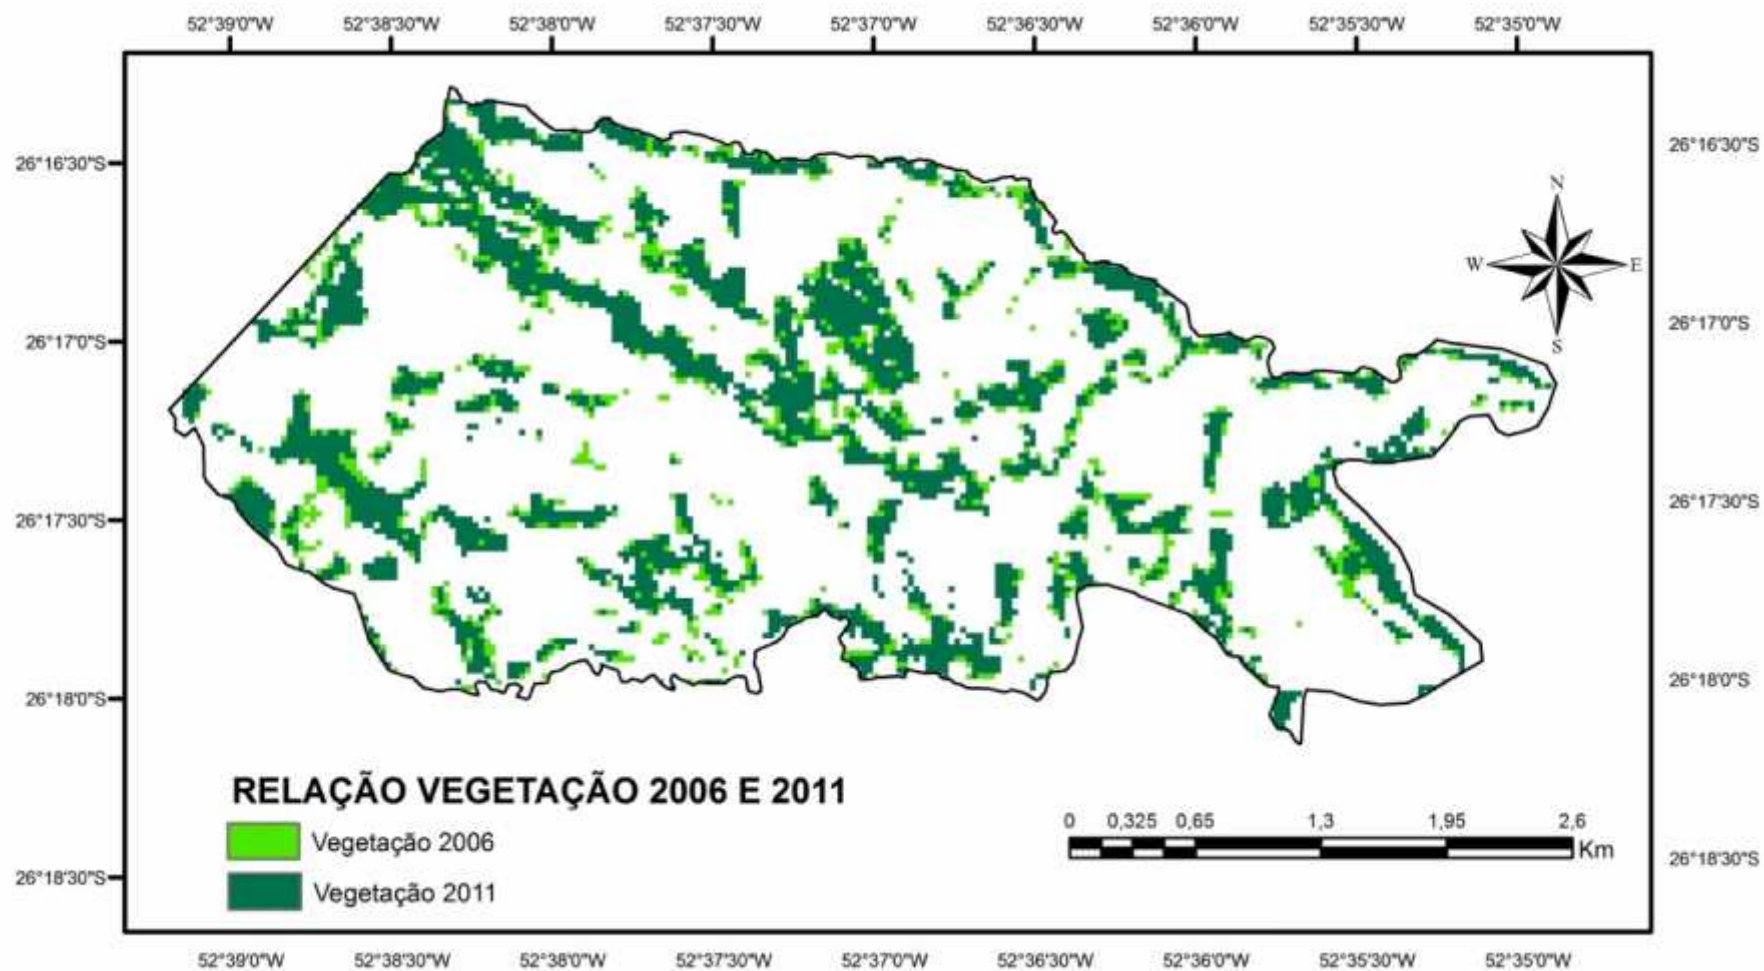 52°39'0"W 52°38'30"W 52°38'0"W 52°37'30"W 52°37'0"W 52°36'30"W 52°36'0"W 52°35'30"W 52°35'0"W
26°16'30"S 26°16'30"S
N
W E
S
26°17'0"S 26°17'0"S
26°17'30"S 26°17'30"S
26°18'0"S 26°18'0"S
RELAÇÃO VEGETAÇÃO 2006 E 2011
Vegetação 2006
Vegetação 2011
0 0,325 0,65 1,3 1,95 2,6
Km
26°18'30"S 26°18'30"S
52°39'0"W 52°38'30"W 52°38'0"W 52°37'30"W 52°37'0"W 52°36'30"W 52°36'0"W 52°35'30"W 52°35'0"W